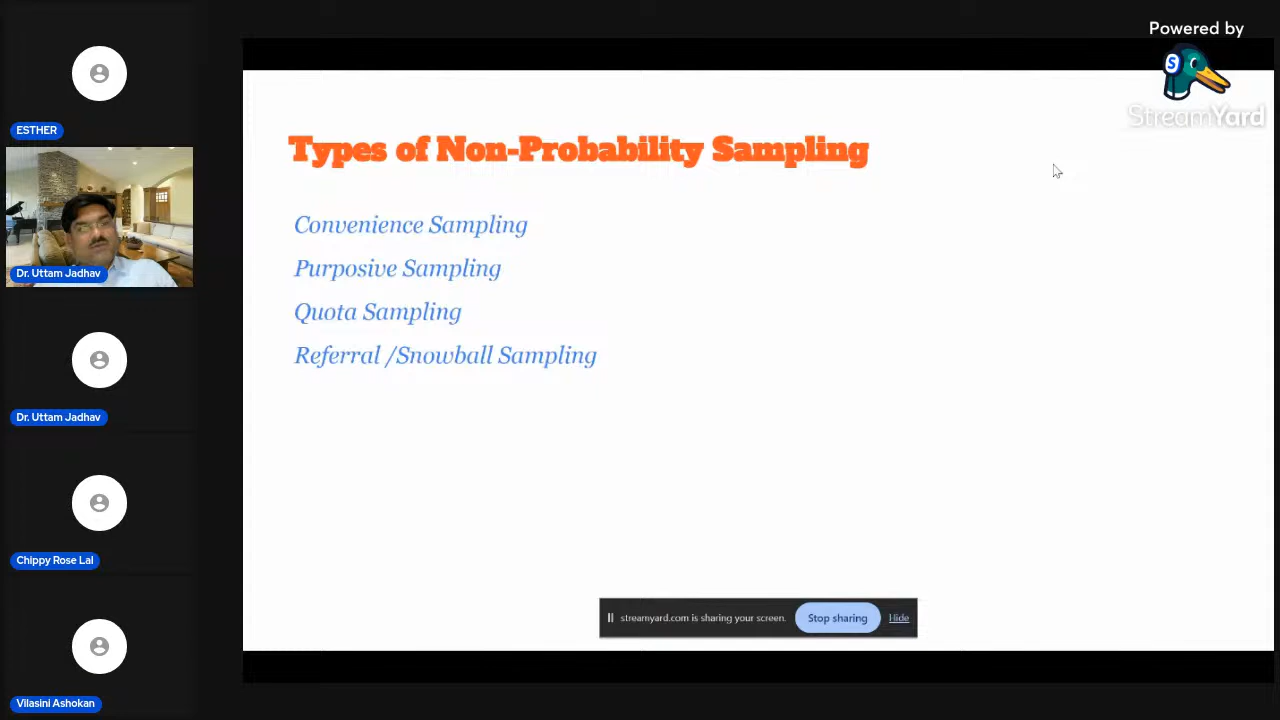 Powered by
StreamYard
ESTHER
Dr. Uttam Jadhav
Dr. Uttam Jadhav
Chippy Rose Lal
Vilasini Ashokan
Types of Non-Probability Sampling
Convenience Sampling
Purposive Sampling
Quota Sampling
Referral /Snowball Sampling
streamyard.com is sharing your screen.
Stop sharing
Hide